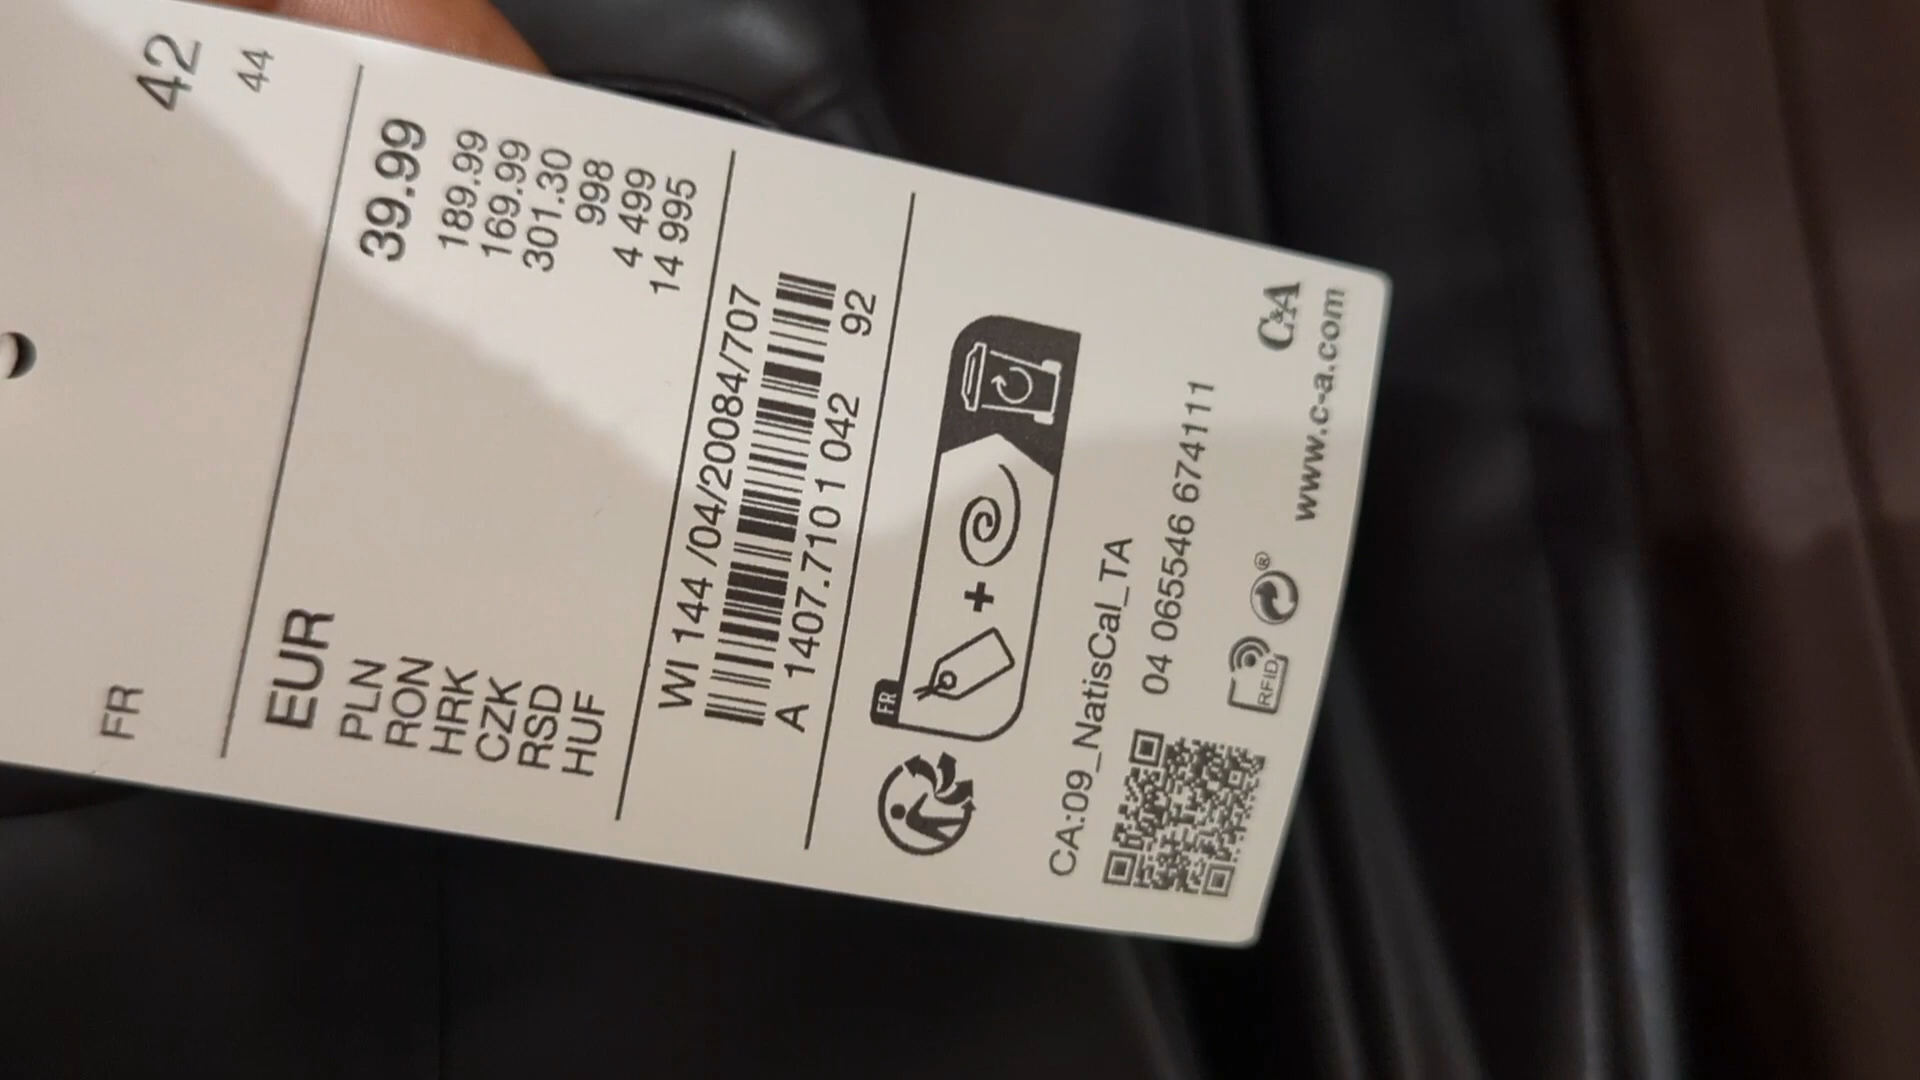 42
FR 44
EUR 39.99
PLN 189.99
RON 169.99
HRK 301.30
CZK 998
RSD 4 499
HUF 14 995
WI 144 /04/20084/707
A 1407.710 1 042 92
FR
CA:09_NatisCal_TA
04 065546 674111
RFID
C&A
www.c-a.com